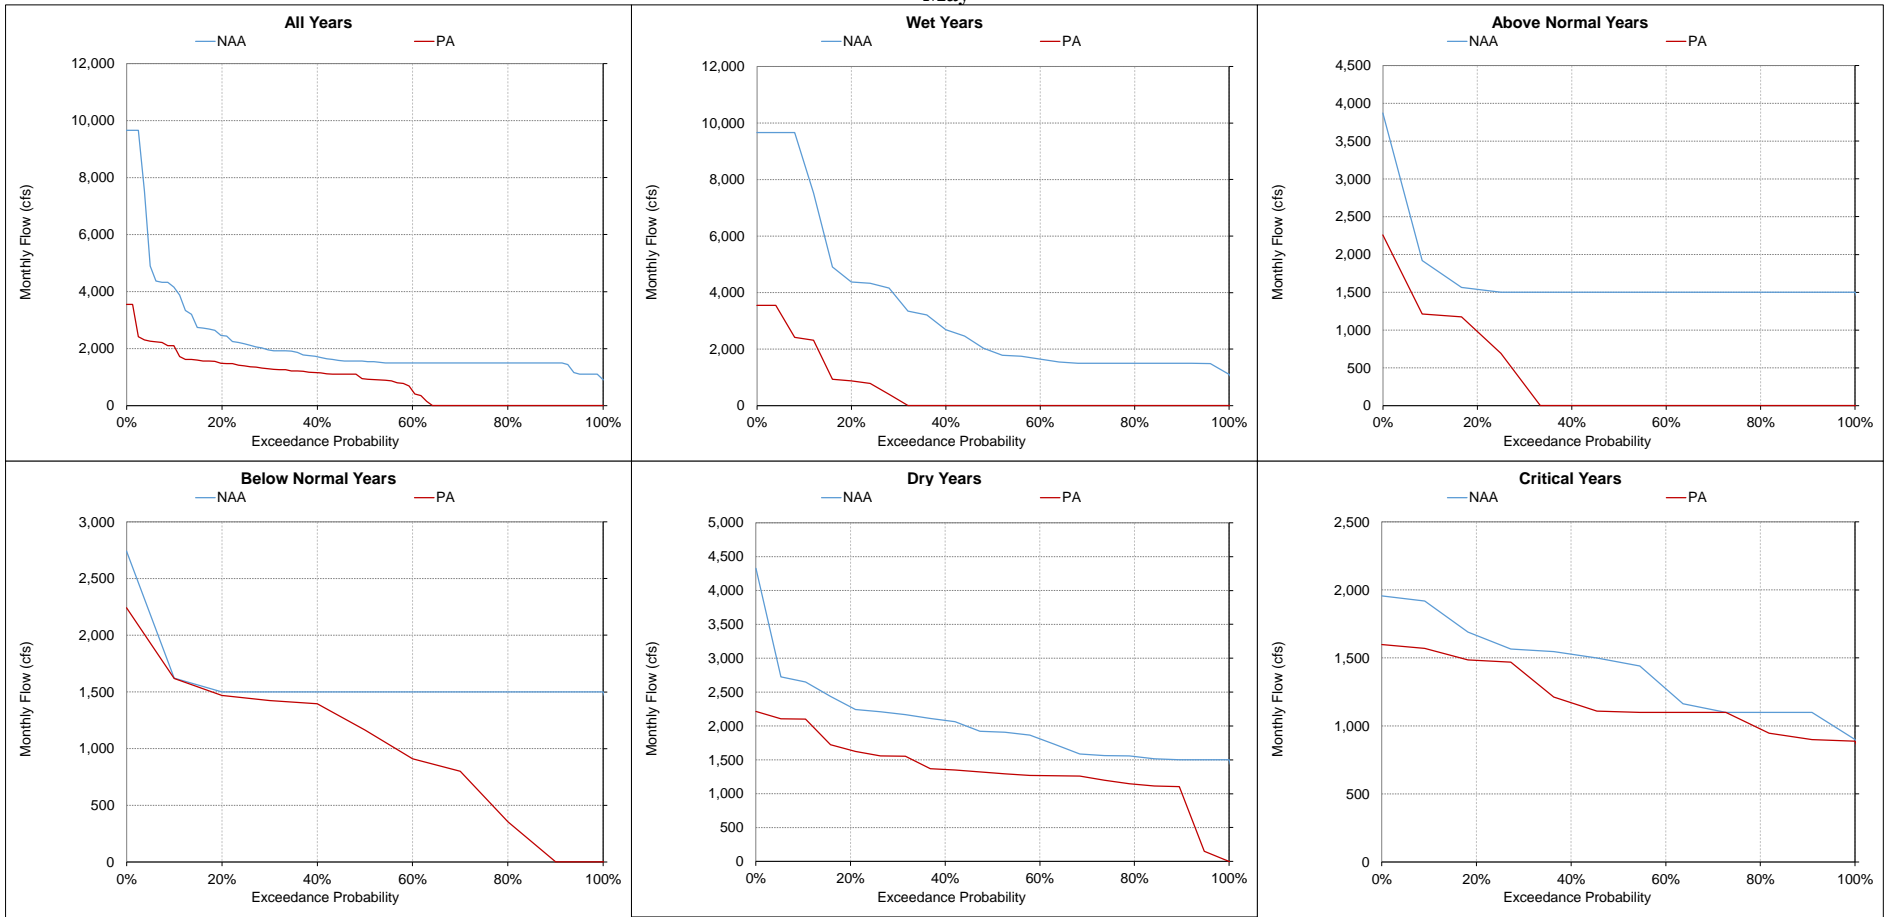 May
All Years
NAA PA
12,000
10,000
8,000
6,000
4,000
2,000
0
Monthly Flow (cfs)
0% 20% 40% 60% 80% 100%
Exceedance Probability
Wet Years
NAA PA
12,000
10,000
8,000
6,000
4,000
2,000
0
Monthly Flow (cfs)
0% 20% 40% 60% 80% 100%
Exceedance Probability
Above Normal Years
NAA PA
4,500
4,000
3,500
3,000
2,500
2,000
1,500
1,000
500
0
Monthly Flow (cfs)
0% 20% 40% 60% 80% 100%
Exceedance Probability
Below Normal Years
NAA PA
3,000
2,500
2,000
1,500
1,000
500
0
Monthly Flow (cfs)
0% 20% 40% 60% 80% 100%
Exceedance Probability
Dry Years
NAA PA
5,000
4,500
4,000
3,500
3,000
2,500
2,000
1,500
1,000
500
0
Monthly Flow (cfs)
0% 20% 40% 60% 80% 100%
Exceedance Probability
Critical Years
NAA PA
2,500
2,000
1,500
1,000
500
0
Monthly Flow (cfs)
0% 20% 40% 60% 80% 100%
Exceedance Probability